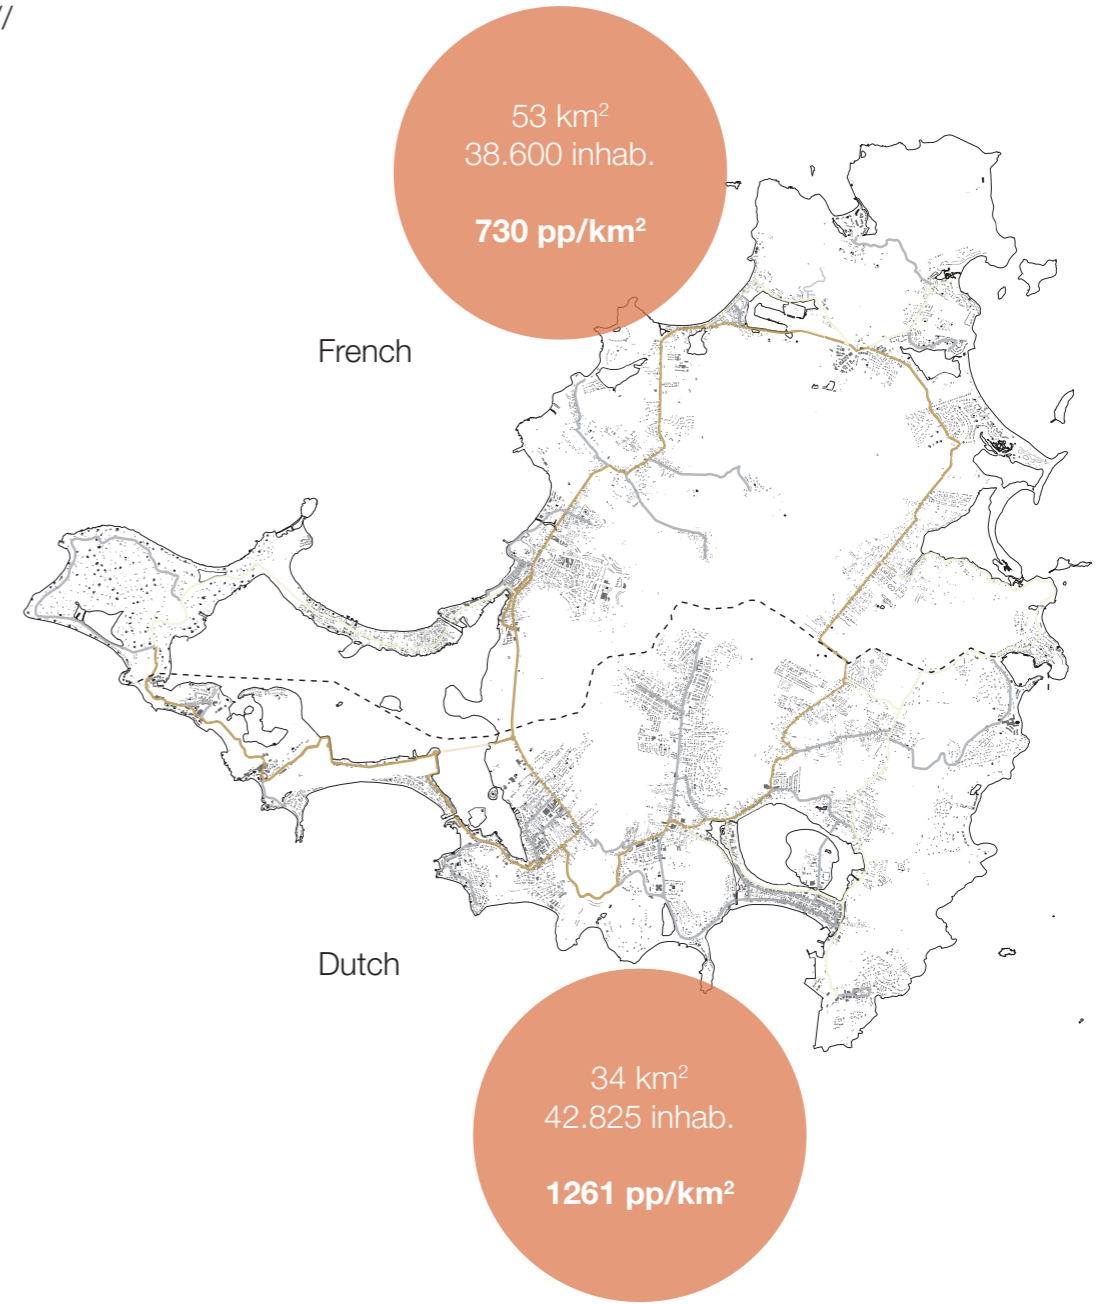 //
53 km²
38.600 inhab.
730 pp/km²
French
Dutch
34 km²
42.825 inhab.
1261 pp/km²